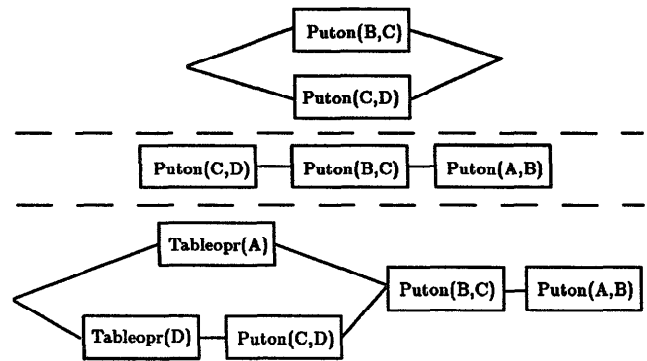 Puton(B,C)
Puton(C,D)
Puton(C,D) Puton(B,C) Puton(A,B)
Tableopr(A)
Puton(B,C) Puton(A,B)
Tableopr(D) Puton(C,D)